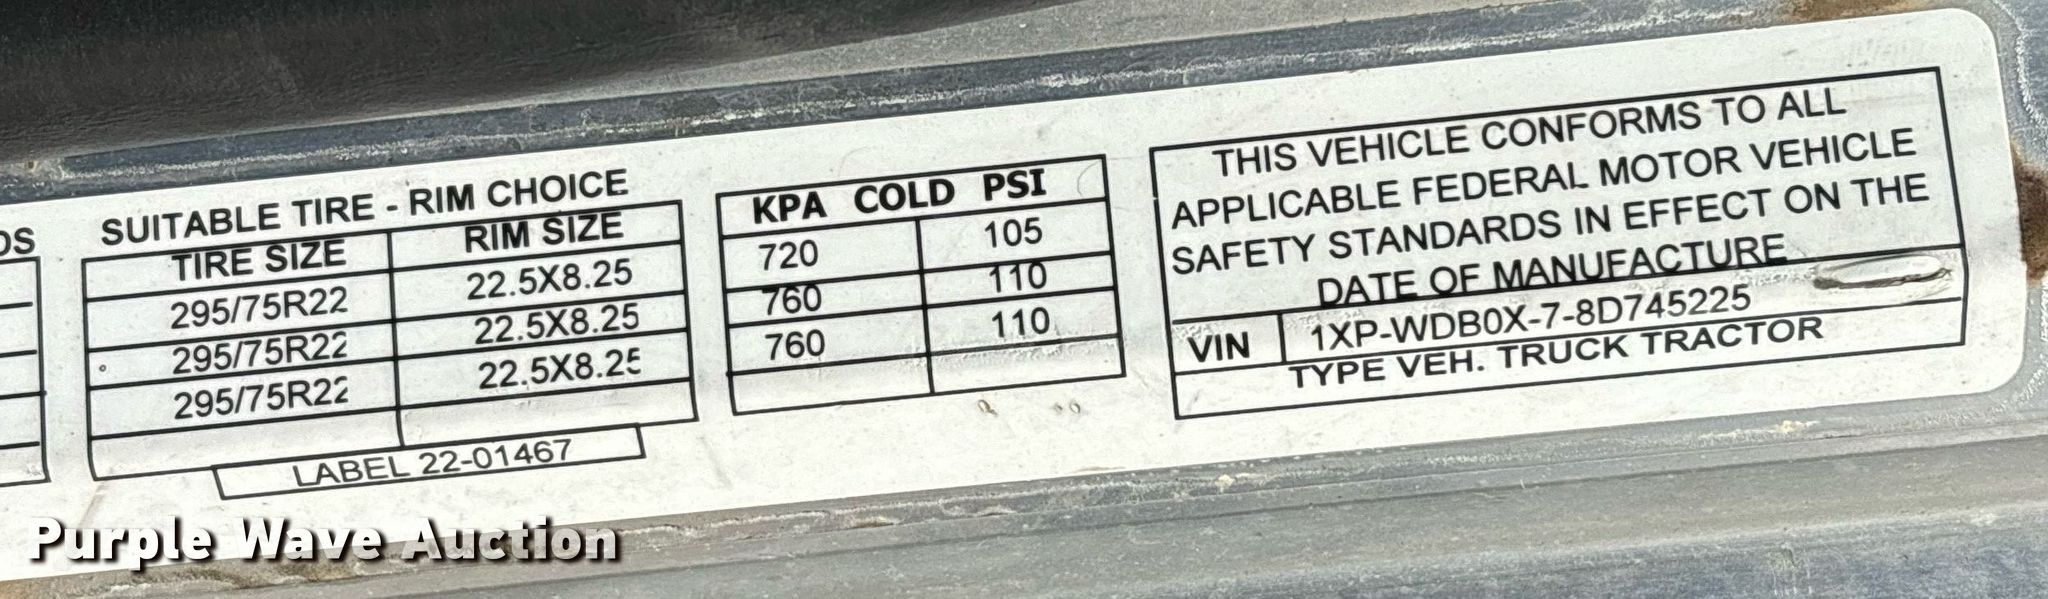 DS
SUITABLE TIRE - RIM CHOICE
TIRE SIZE RIM SIZE
295/75R22 22.5X8.25
295/75R22 22.5X8.25
295/75R22 22.5X8.25
LABEL 22-01467
KPA COLD PSI
720 105
760 110
760 110
THIS VEHICLE CONFORMS TO ALL
APPLICABLE FEDERAL MOTOR VEHICLE
SAFETY STANDARDS IN EFFECT ON THE
DATE OF MANUFACTURE
VIN 1XP-WDB0X-7-8D745225
TYPE VEH. TRUCK TRACTOR
Purple Wave Auction